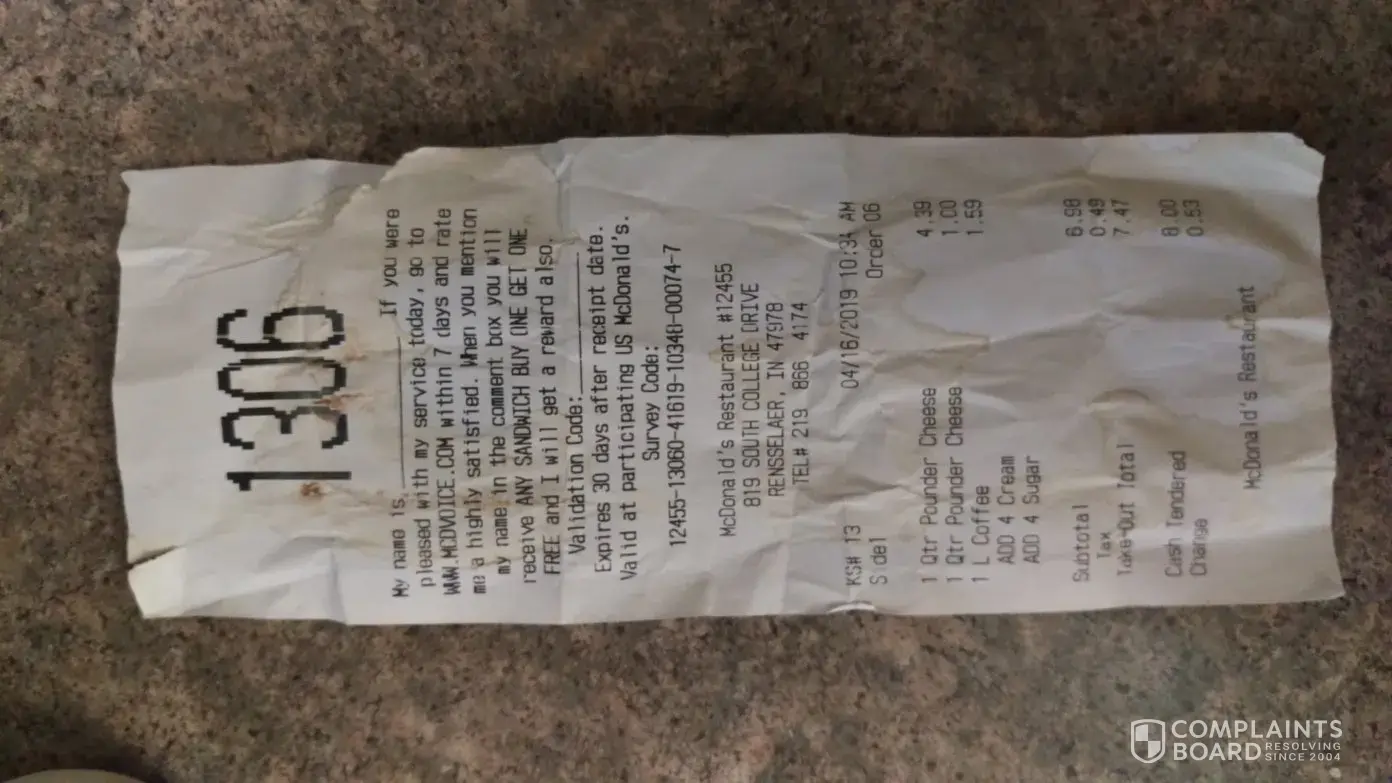 1306
My name is ____________ If you were
pleased with my service today, go to
WWW.MCDVOICE.COM within 7 days and rate
me a highly satisfied. When you mention
my name in the comment box you will
receive ANY SANDWICH BUY ONE GET ONE
FREE and I will get a reward also.
Validation Code:____________
Expires 30 days after receipt date.
Valid at participating US McDonald's.
Survey Code:
12455-13060-41619-10348-00074-7
McDonald's Restaurant #12455
819 SOUTH COLLEGE DRIVE
RENSSELAER, IN 47978
TEL# 219 866 4174
KS# 13 04/16/2019 10:34 AM
Side1 Order 06
1 Qtr Pounder Cheese 4.39
1 Qtr Pounder Cheese 1.00
1 L Coffee 1.59
ADD 4 Cream
ADD 4 Sugar
Subtotal 6.98
Tax 0.49
Take-Out Total 7.47
Cash Tendered 8.00
Change 0.53
McDonald's Restaurant
COMPLAINTS
BOARD RESOLVING
SINCE 2004